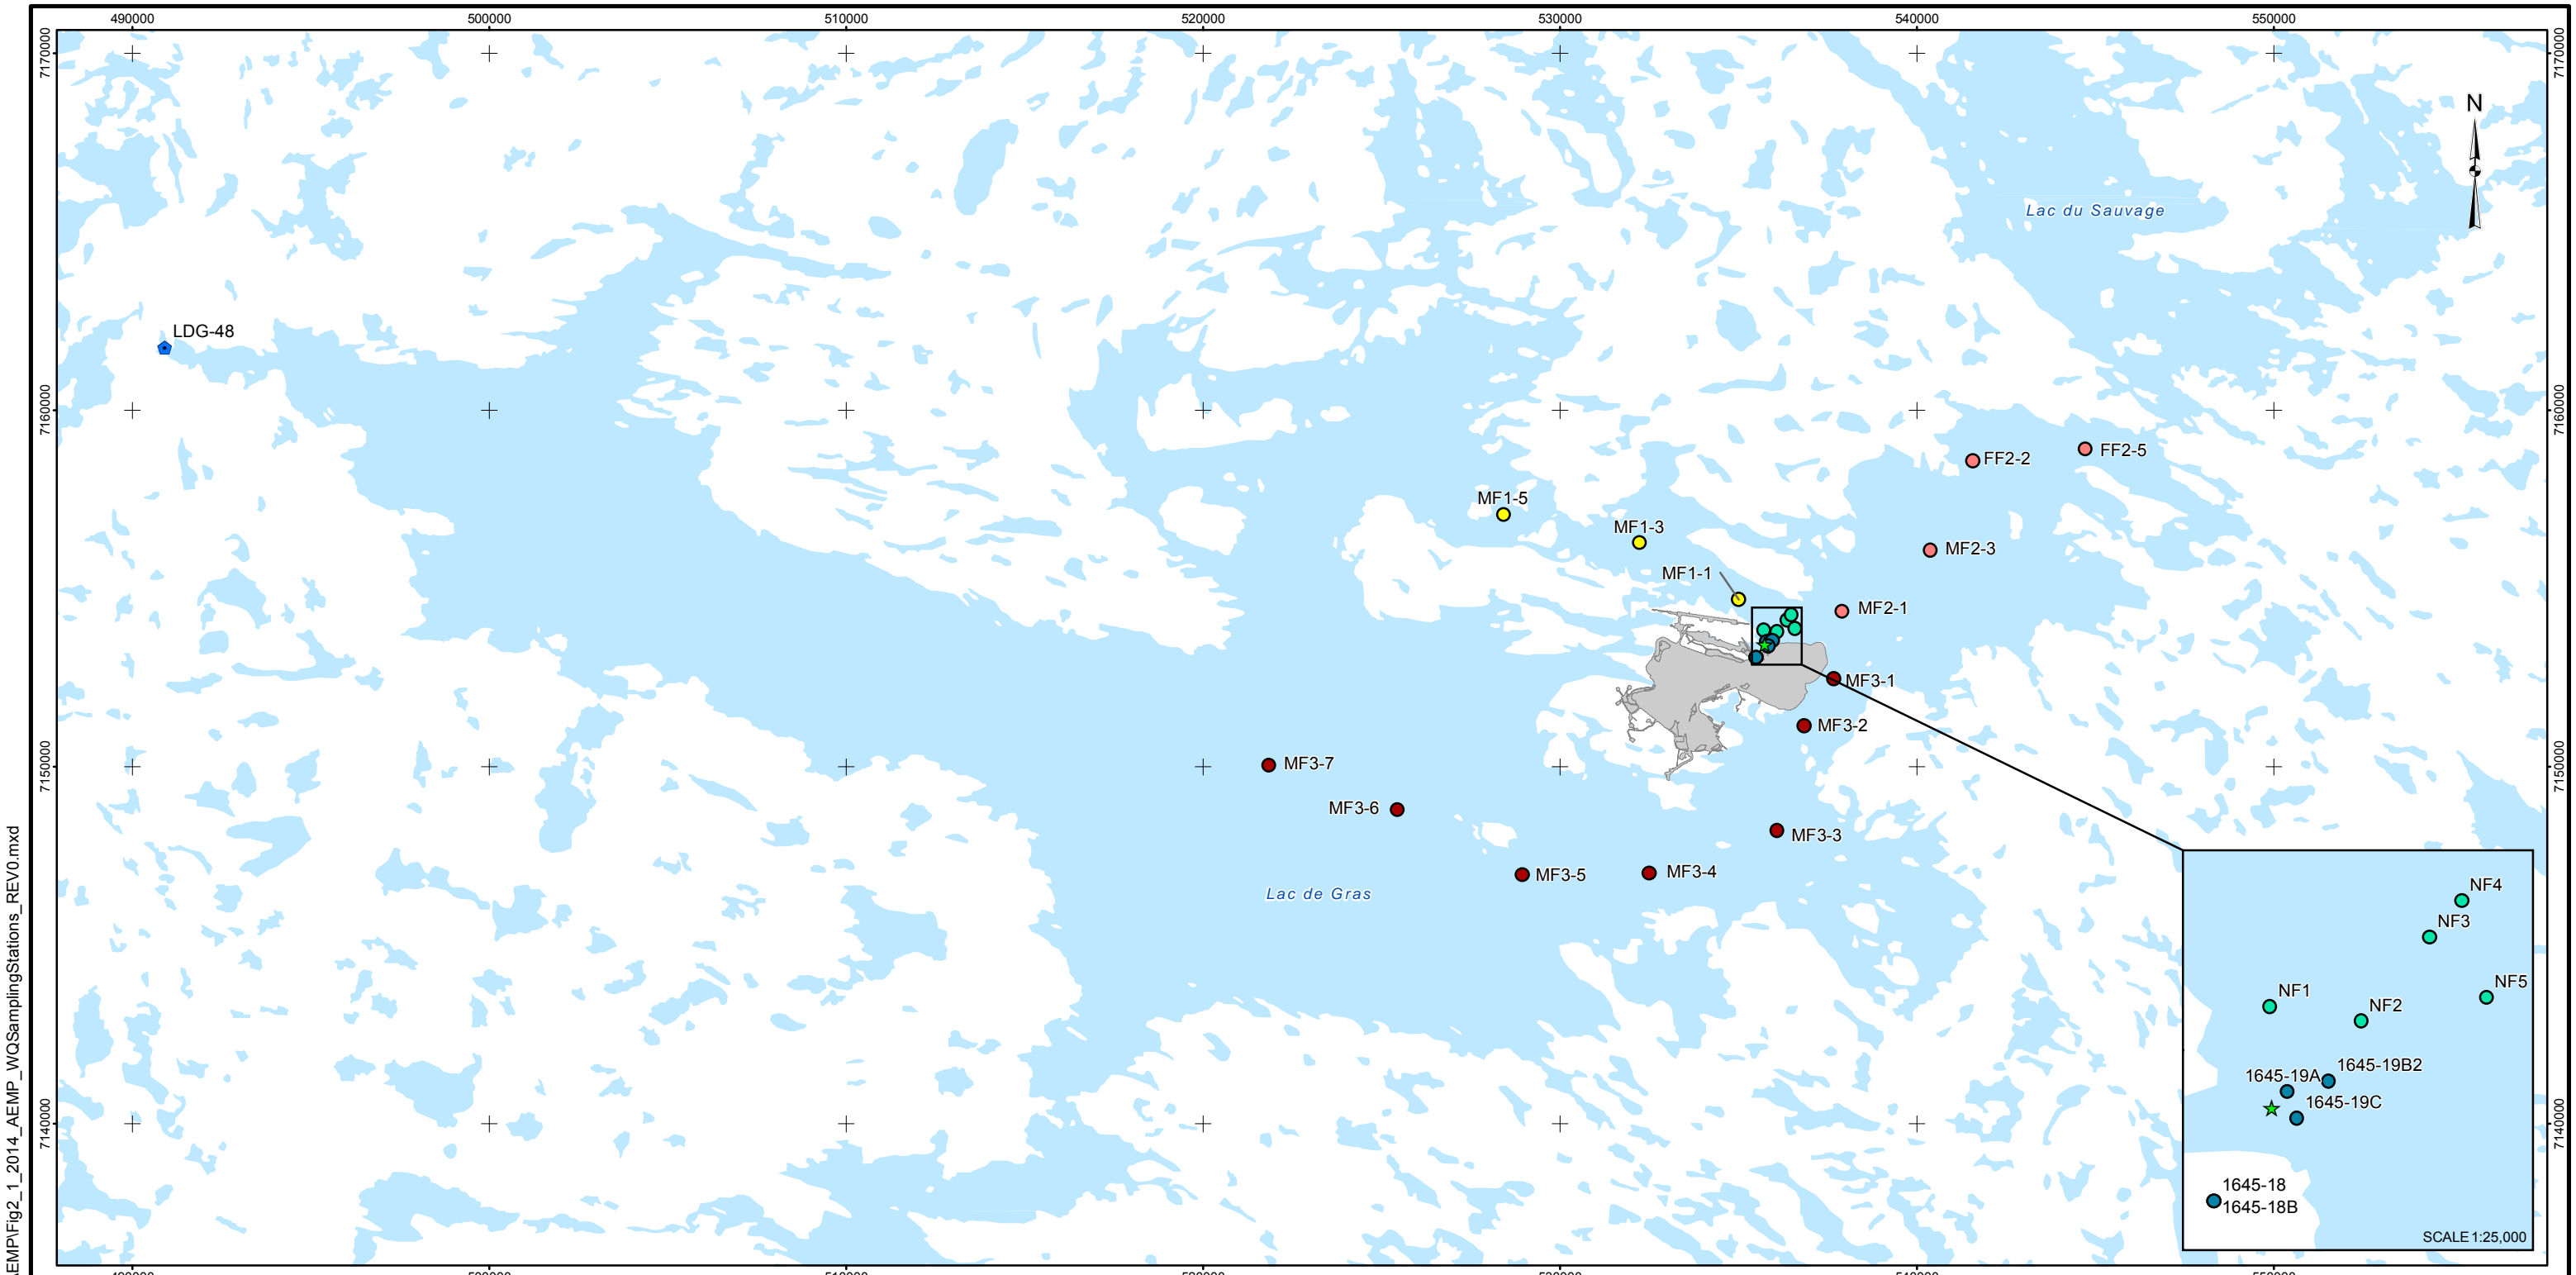 490000 500000 510000 520000 530000 540000 550000
7170000
7170000
N
Lac du Sauvage
LDG-48
7160000
7160000
FF2-5
FF2-2
MF1-5
MF1-3
MF2-3
MF1-1
MF2-1
MF3-1
MF3-2
7150000
7150000
MF3-7
MF3-6
MF3-3
MF3-5
MF3-4
Lac de Gras
NF4
NF3
NF5
NF1
NF2
1645-19B2
1645-19A
1645-19C
7140000
7140000
1645-18
1645-18B
SCALE 1:25,000
AEMP\Fig2_1_2014_AEMP_WQSamplingStations_REV0.mxd